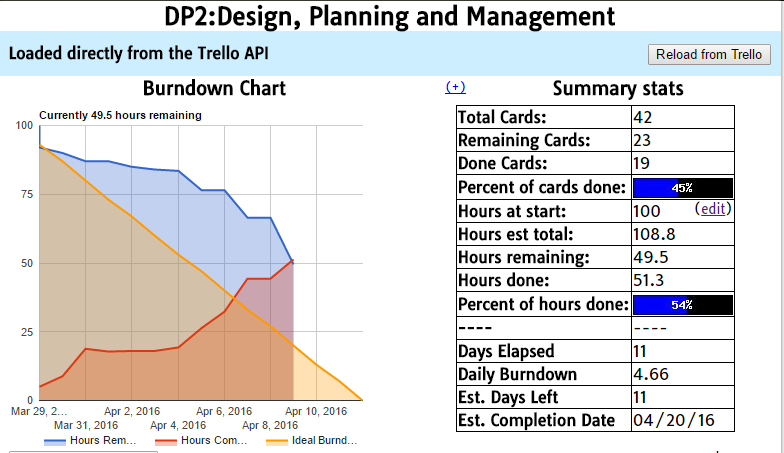 DP2:Design, Planning and Management
Loaded directly from the Trello API
Reload from Trello
Burndown Chart
Currently 49.5 hours remaining
100
75
50
25
0
Mar 29, 2...
Apr 2, 2016
Apr 6, 2016
Apr 10, 2016
Mar 31, 2016
Apr 4, 2016
Apr 8, 2016
Hours Rem...
Hours Com...
Ideal Burnd...
(+)
Summary stats
Total Cards: 42
Remaining Cards: 23
Done Cards: 19
Percent of cards done: 45%
Hours at start: 100 (edit)
Hours est total: 108.8
Hours remaining: 49.5
Hours done: 51.3
Percent of hours done: 54%
---- ----
Days Elapsed 11
Daily Burndown 4.66
Est. Days Left 11
Est. Completion Date 04/20/16